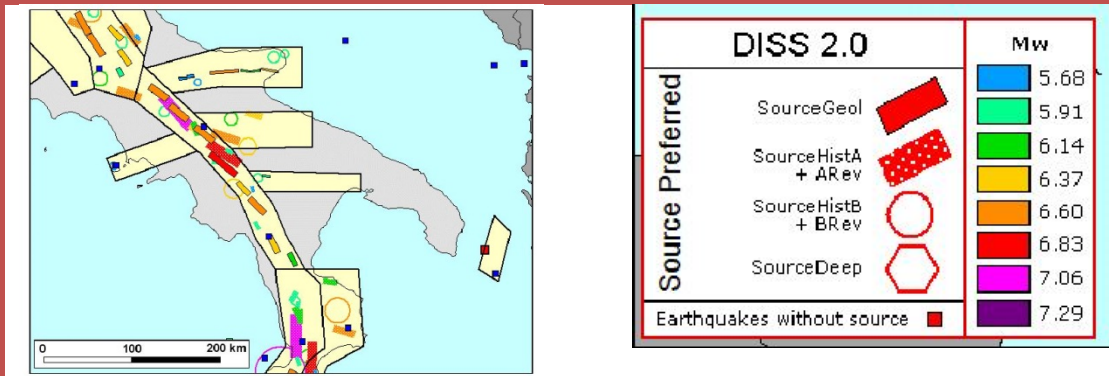 0 100 200 km
DISS 2.0
Source Preferred
SourceGeol
SourceHistA
+ ARev
SourceHistB
+ BRev
SourceDeep
Earthquakes without source
Mw
5.68
5.91
6.14
6.37
6.60
6.83
7.06
7.29